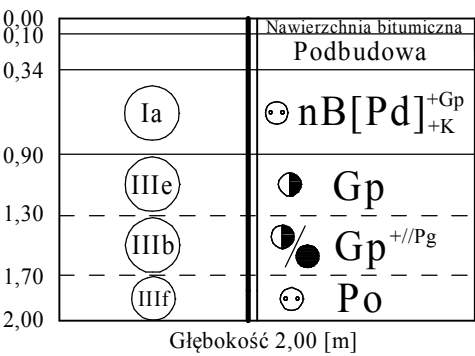 0,00 Nawierzchnia bitumiczna
0,10
Podbudowa
0,34
Ia nB[Pd]+Gp +K
0,90
IIIe Gp
1,30
IIIb Gp+//Pg
1,70
IIIf Po
2,00
Głębokość 2,00 [m]